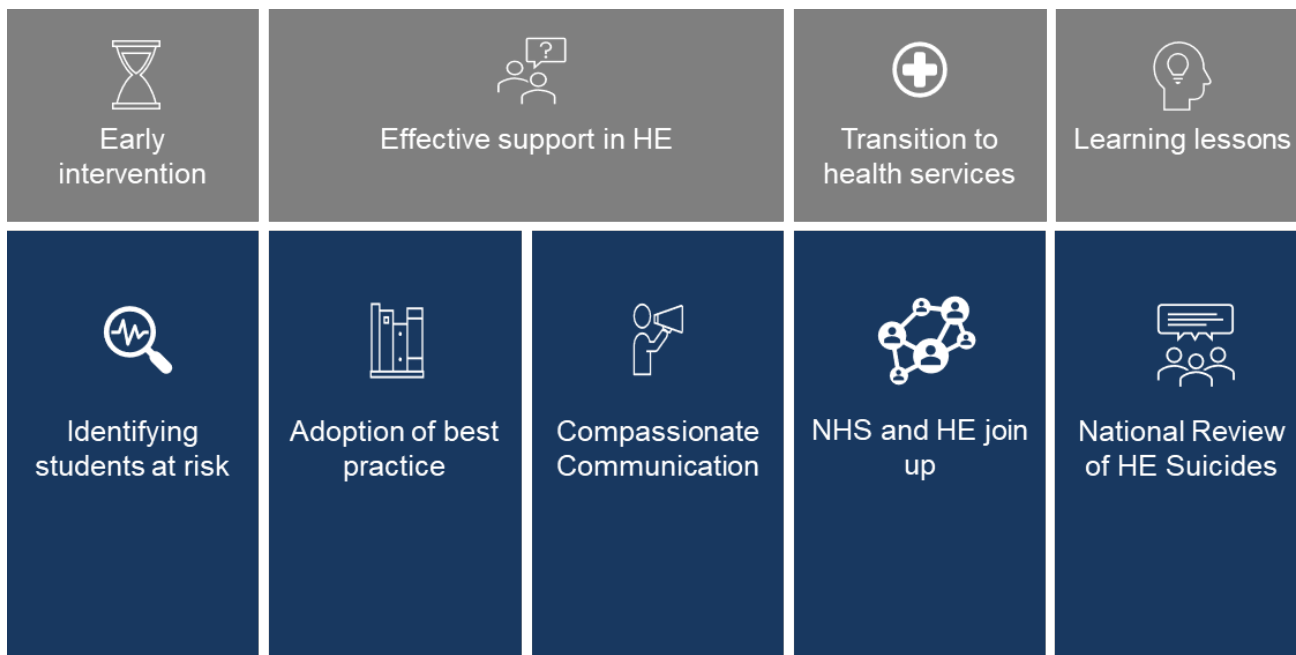 ?
Early
intervention
Effective support in HE
Transition to
health services
Learning lessons
Identifying
students at risk
Adoption of best
practice
Compassionate
Communication
NHS and HE join
up
National Review
of HE Suicides